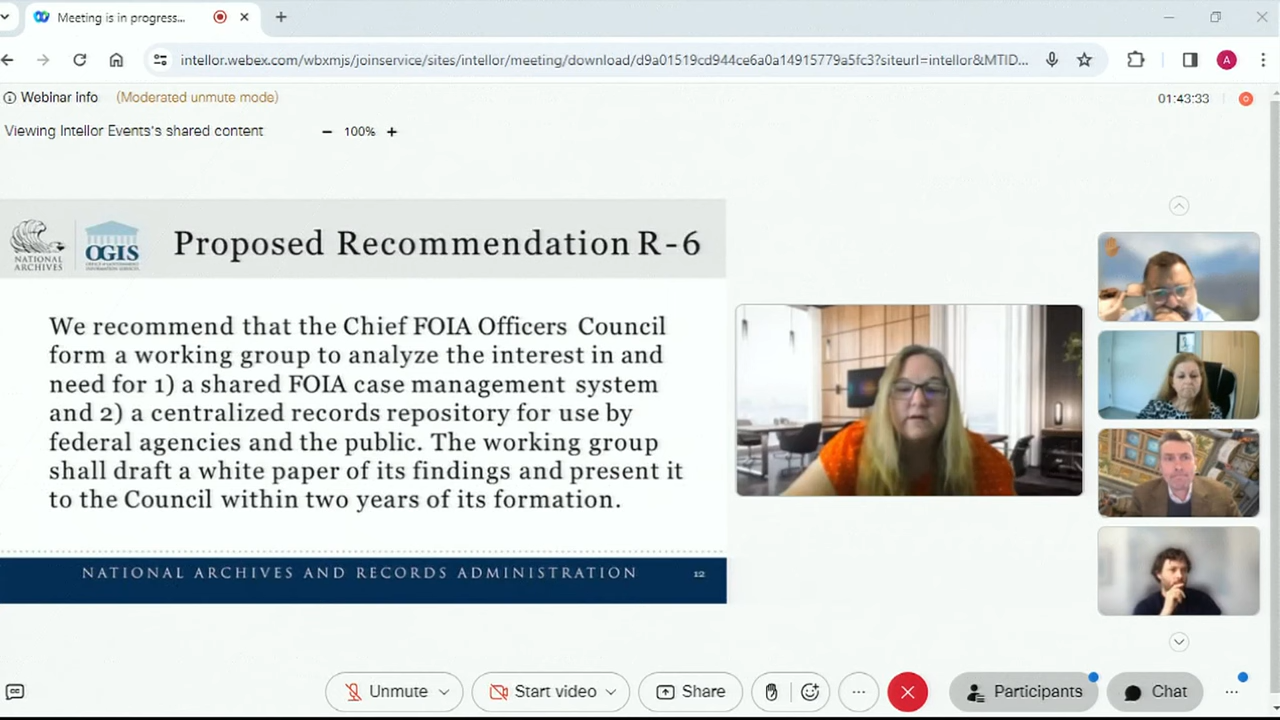 Meeting is in progress...
intellor.webex.com/wbxmjs/joinservice/sites/intellor/meeting/download/d9a01519cd944ce6a0a14915779a5fc3?siteurl=intellor&MTID...
A
Webinar info (Moderated unmute mode)
01:43:33
Viewing Intellor Events's shared content
100%
NATIONAL
ARCHIVES
OGIS
Proposed Recommendation R-6
We recommend that the Chief FOIA Officers Council
form a working group to analyze the interest in and
need for 1) a shared FOIA case management system
and 2) a centralized records repository for use by
federal agencies and the public. The working group
shall draft a white paper of its findings and present it
to the Council within two years of its formation.
NATIONAL ARCHIVES AND RECORDS ADMINISTRATION
12
Unmute
Start video
Share
Participants
Chat